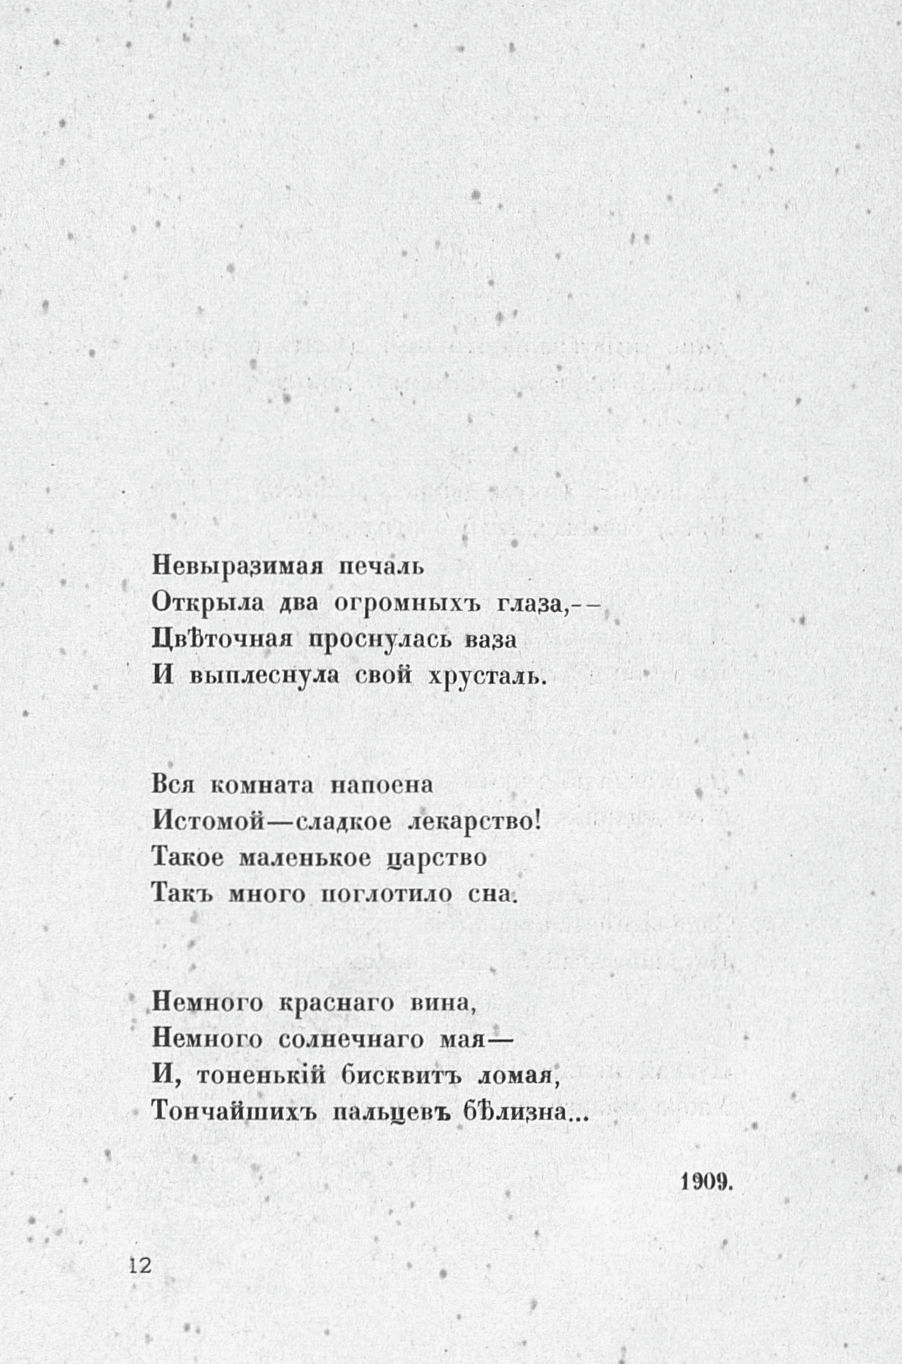 Невыразимая печаль
Открыла два огромныхъ глаза,--
Цвѣточная проснулась ваза
И выплеснула свой хрусталь.
Вся комната напоена
Истомой—сладкое лекарство!
Такое маленькое царство
Такъ много поглотило сна.
Немного краснаго вина,
Немного солнечнаго мая—
И, тоненькій бисквитъ ломая,
Тончайшихъ пальцевъ бѣлизна...
1909.
12